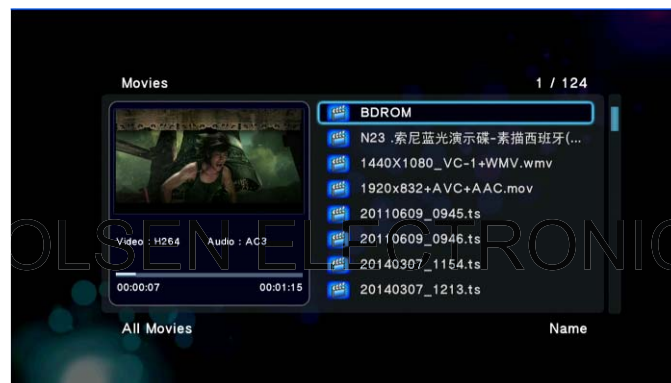 Movies
1 / 124
BDROM
N23 .索尼蓝光演示碟-素描西班牙(...
1440X1080_VC-1+WMV.wmv
1920x832+AVC+AAC.mov
20110609_0945.ts
20110609_0946.ts
20140307_1154.ts
20140307_1213.ts
Video : H264
Audio : AC3
00:00:07
00:01:15
All Movies
Name
OLSEN ELECTRONIC